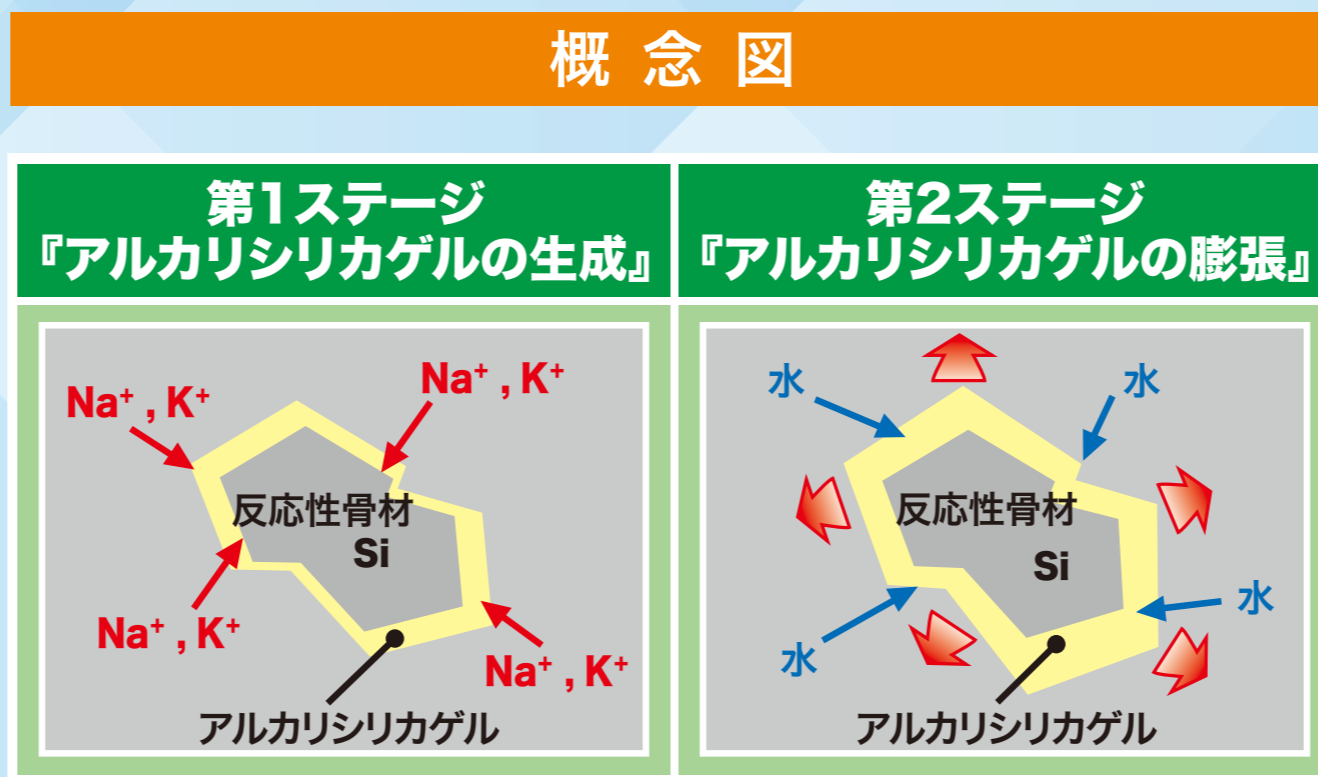 概念図
第1ステージ
『アルカリシリカゲルの生成』
Na⁺ , K⁺
Na⁺ , K⁺
反応性骨材
Si
Na⁺ , K⁺
Na⁺ , K⁺
アルカリシリカゲル
第2ステージ
『アルカリシリカゲルの膨張』
水
水
反応性骨材
Si
水
水
アルカリシリカゲル